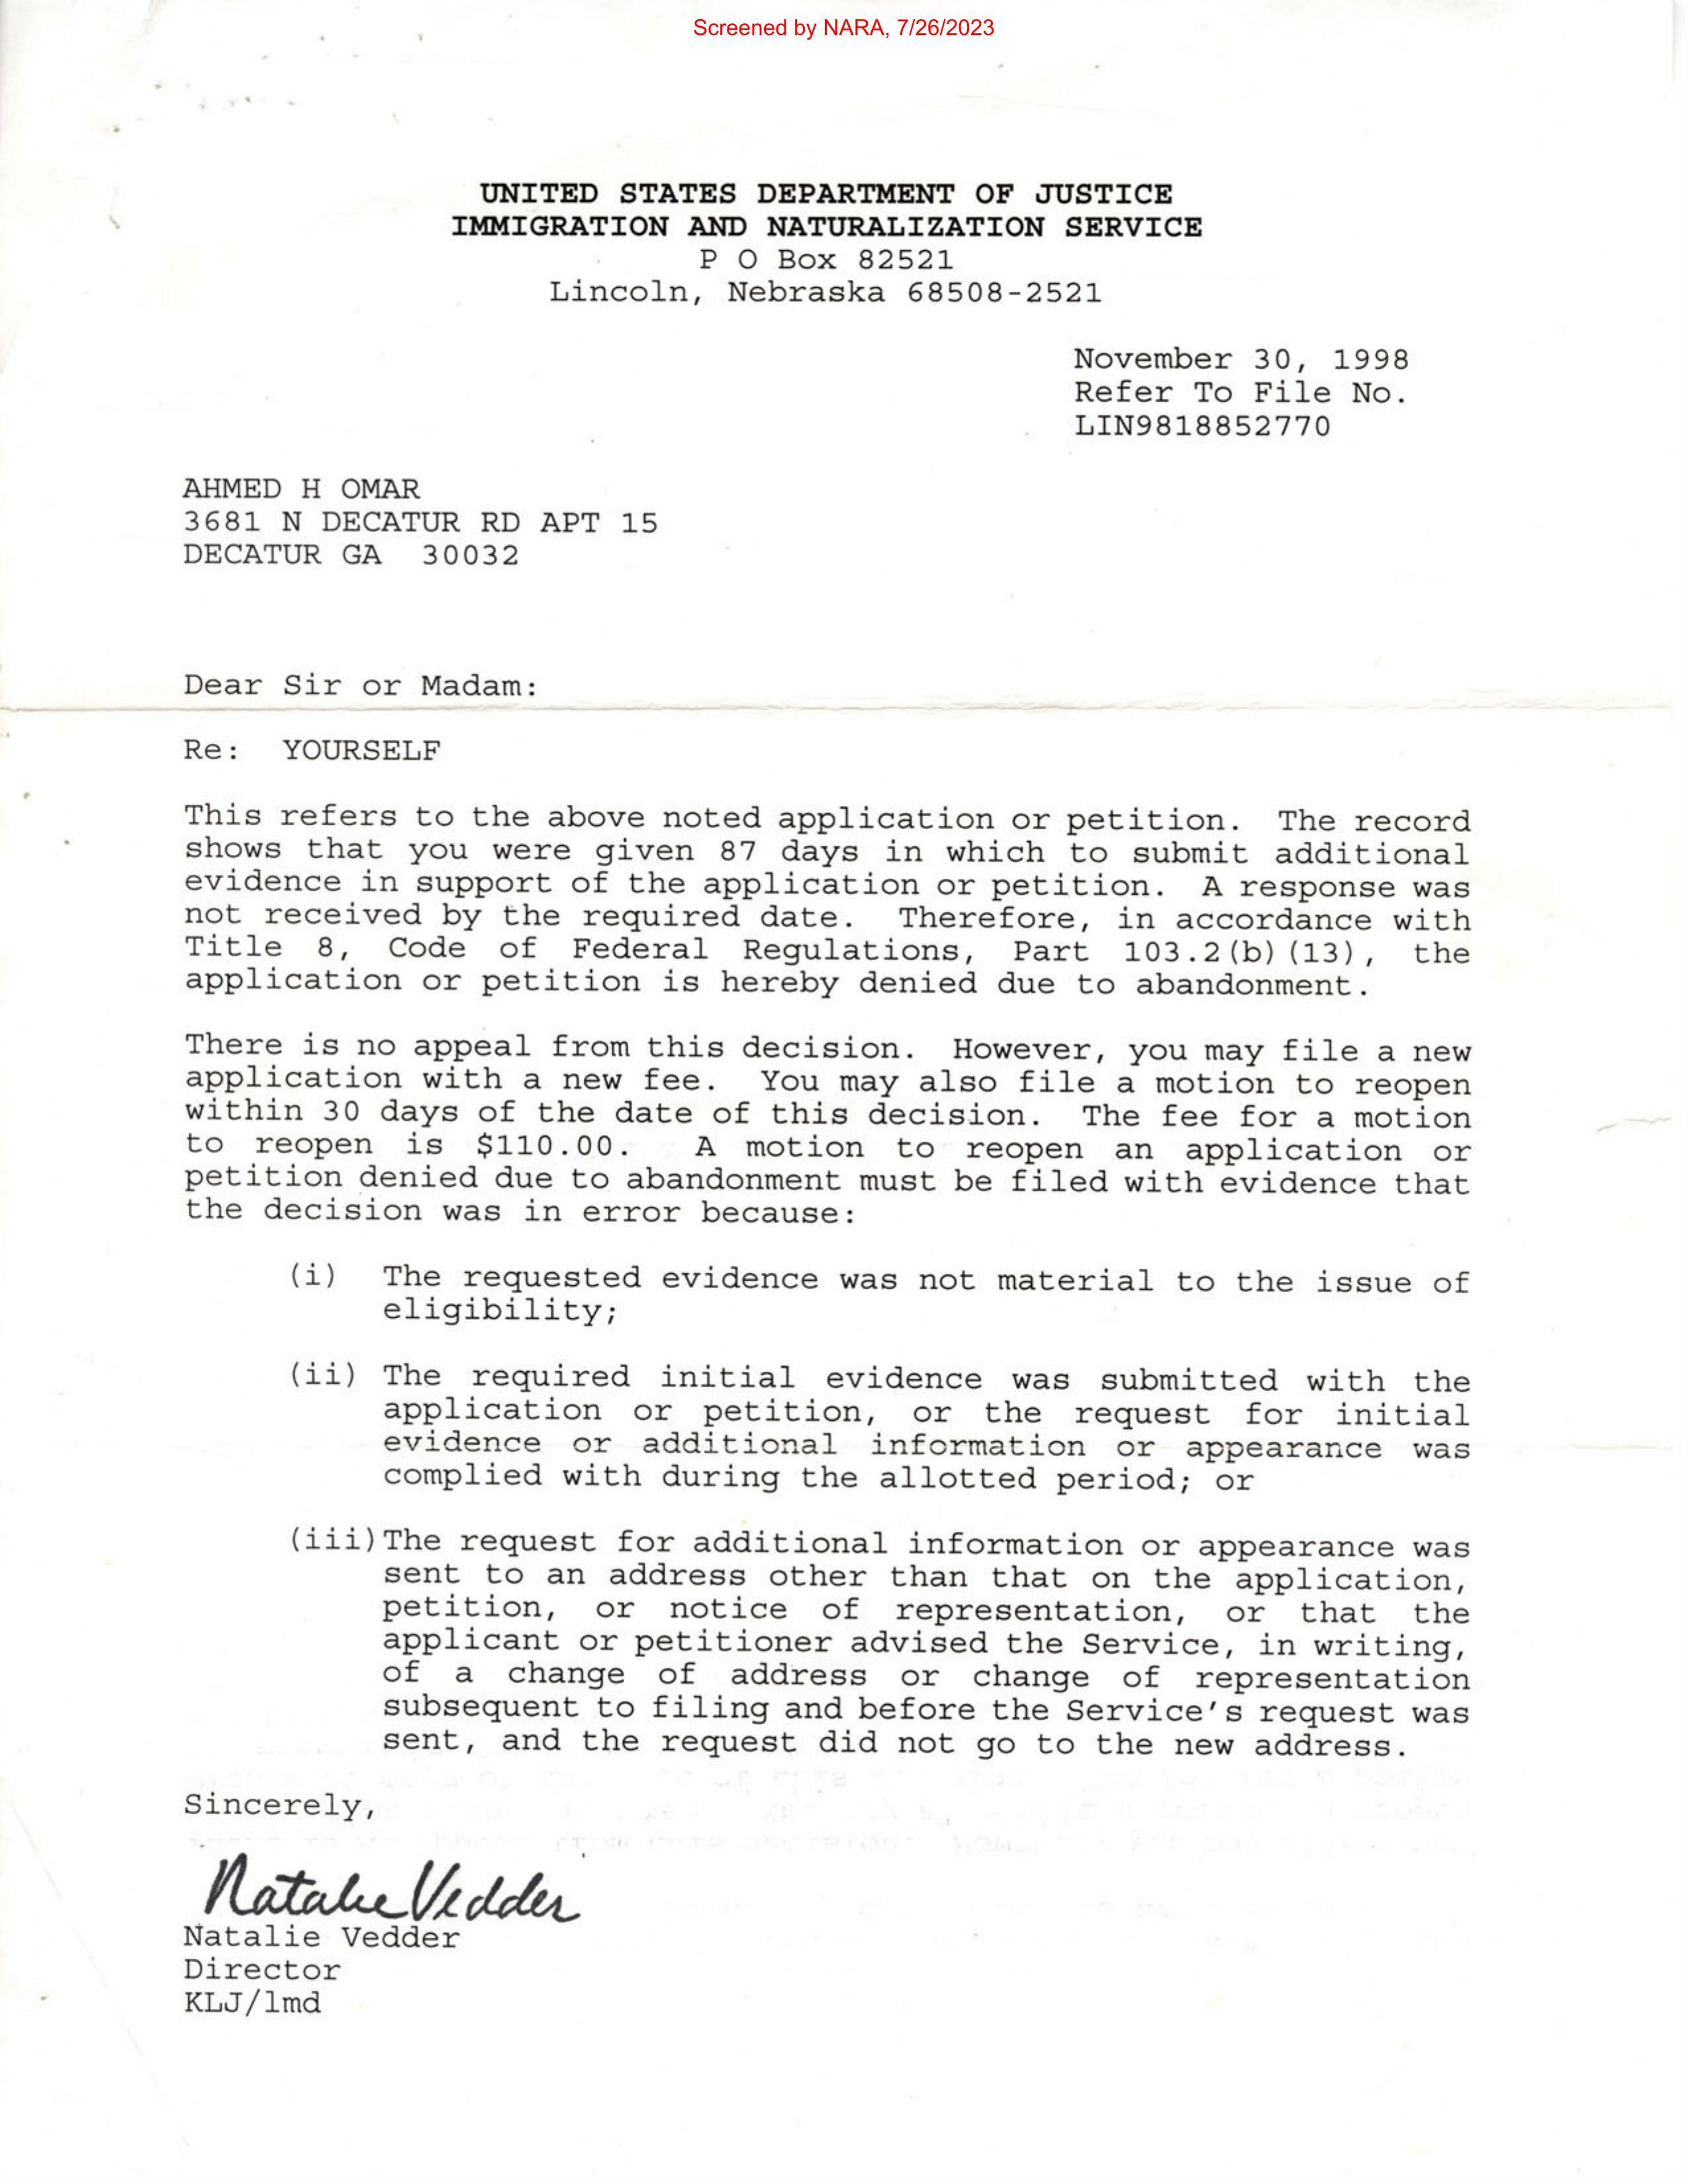 Screened by NARA, 7/26/2023
UNITED STATES DEPARTMENT OF JUSTICE
IMMIGRATION AND NATURALIZATION SERVICE
P O Box 82521
Lincoln, Nebraska 68508-2521
November 30, 1998
Refer To File No.
LIN9818852770
AHMED H OMAR
3681 N DECATUR RD APT 15
DECATUR GA 30032
Dear Sir or Madam:
Re: YOURSELF
This refers to the above noted application or petition. The record
shows that you were given 87 days in which to submit additional
evidence in support of the application or petition. A response was
not received by the required date. Therefore, in accordance with
Title 8, Code of Federal Regulations, Part 103.2(b)(13), the
application or petition is hereby denied due to abandonment.
There is no appeal from this decision. However, you may file a new
application with a new fee. You may also file a motion to reopen
within 30 days of the date of this decision. The fee for a motion
to reopen is $110.00. A motion to reopen an application or
petition denied due to abandonment must be filed with evidence that
the decision was in error because:
(i) The requested evidence was not material to the issue of
eligibility;
(ii) The required initial evidence was submitted with the
application or petition, or the request for initial
evidence or additional information or appearance was
complied with during the allotted period; or
(iii)The request for additional information or appearance was
sent to an address other than that on the application,
petition, or notice of representation, or that the
applicant or petitioner advised the Service, in writing,
of a change of address or change of representation
subsequent to filing and before the Service's request was
sent, and the request did not go to the new address.
Sincerely,
Natalie Vedder
Natalie Vedder
Director
KLJ/lmd